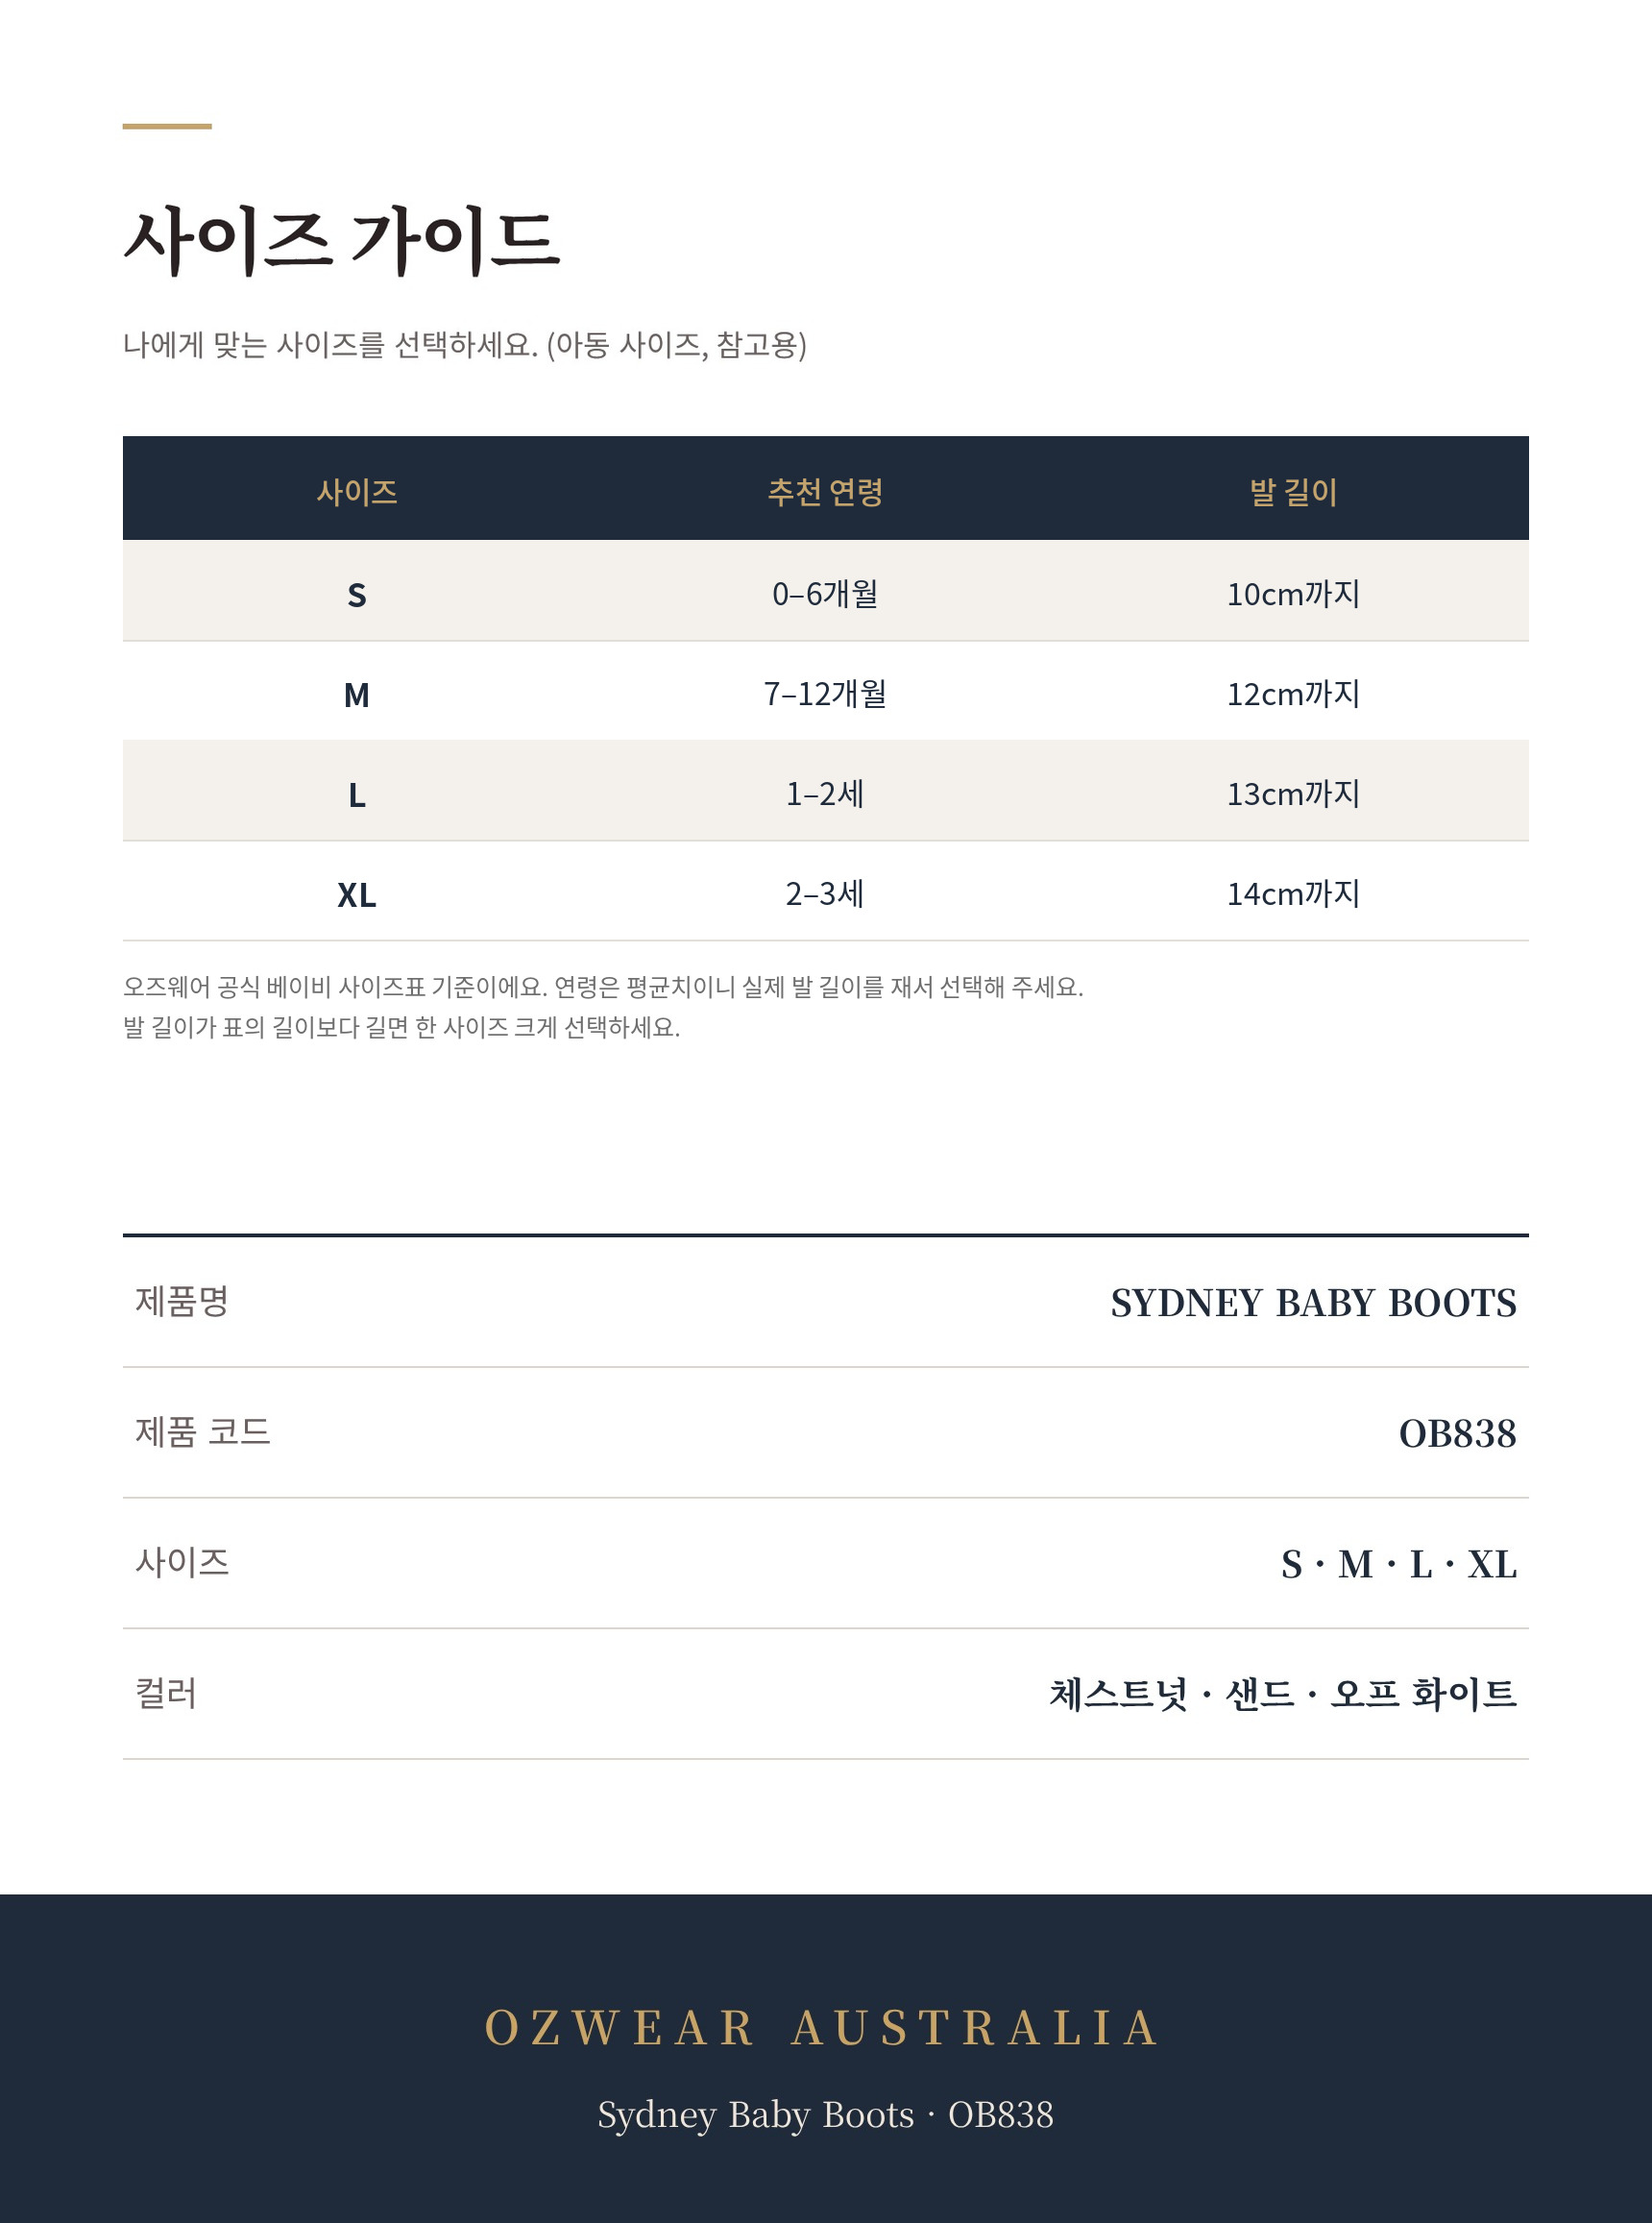 사이즈 가이드
나에게 맞는 사이즈를 선택하세요. (아동 사이즈, 참고용)
사이즈 추천 연령 발 길이
S 0–6개월 10cm까지
M 7–12개월 12cm까지
L 1–2세 13cm까지
XL 2–3세 14cm까지
오즈웨어 공식 베이비 사이즈표 기준이에요. 연령은 평균치이니 실제 발 길이를 재서 선택해 주세요.
발 길이가 표의 길이보다 길면 한 사이즈 크게 선택하세요.
제품명 SYDNEY BABY BOOTS
제품 코드 OB838
사이즈 S · M · L · XL
컬러 체스트넛 · 샌드 · 오프 화이트
OZWEAR AUSTRALIA
Sydney Baby Boots · OB838